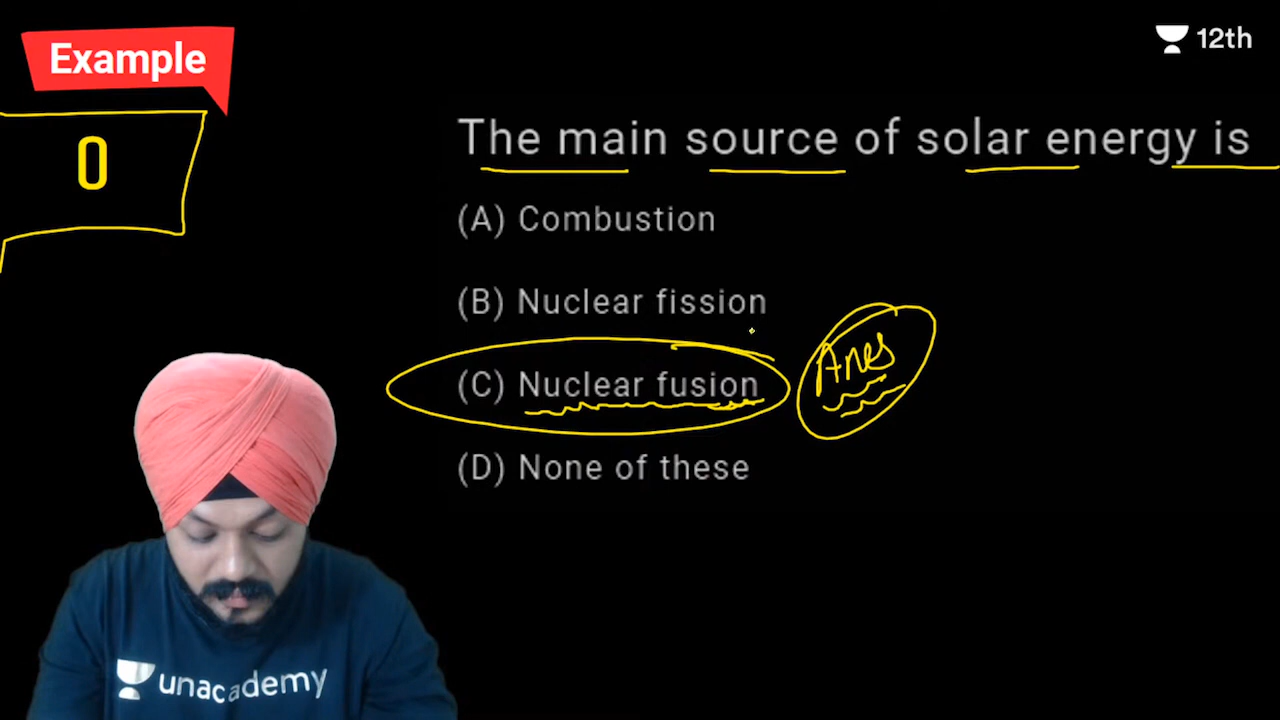 Example
12th
0
The main source of solar energy is
(A) Combustion
(B) Nuclear fission
(C) Nuclear fusion
Anes
(D) None of these
unacademy